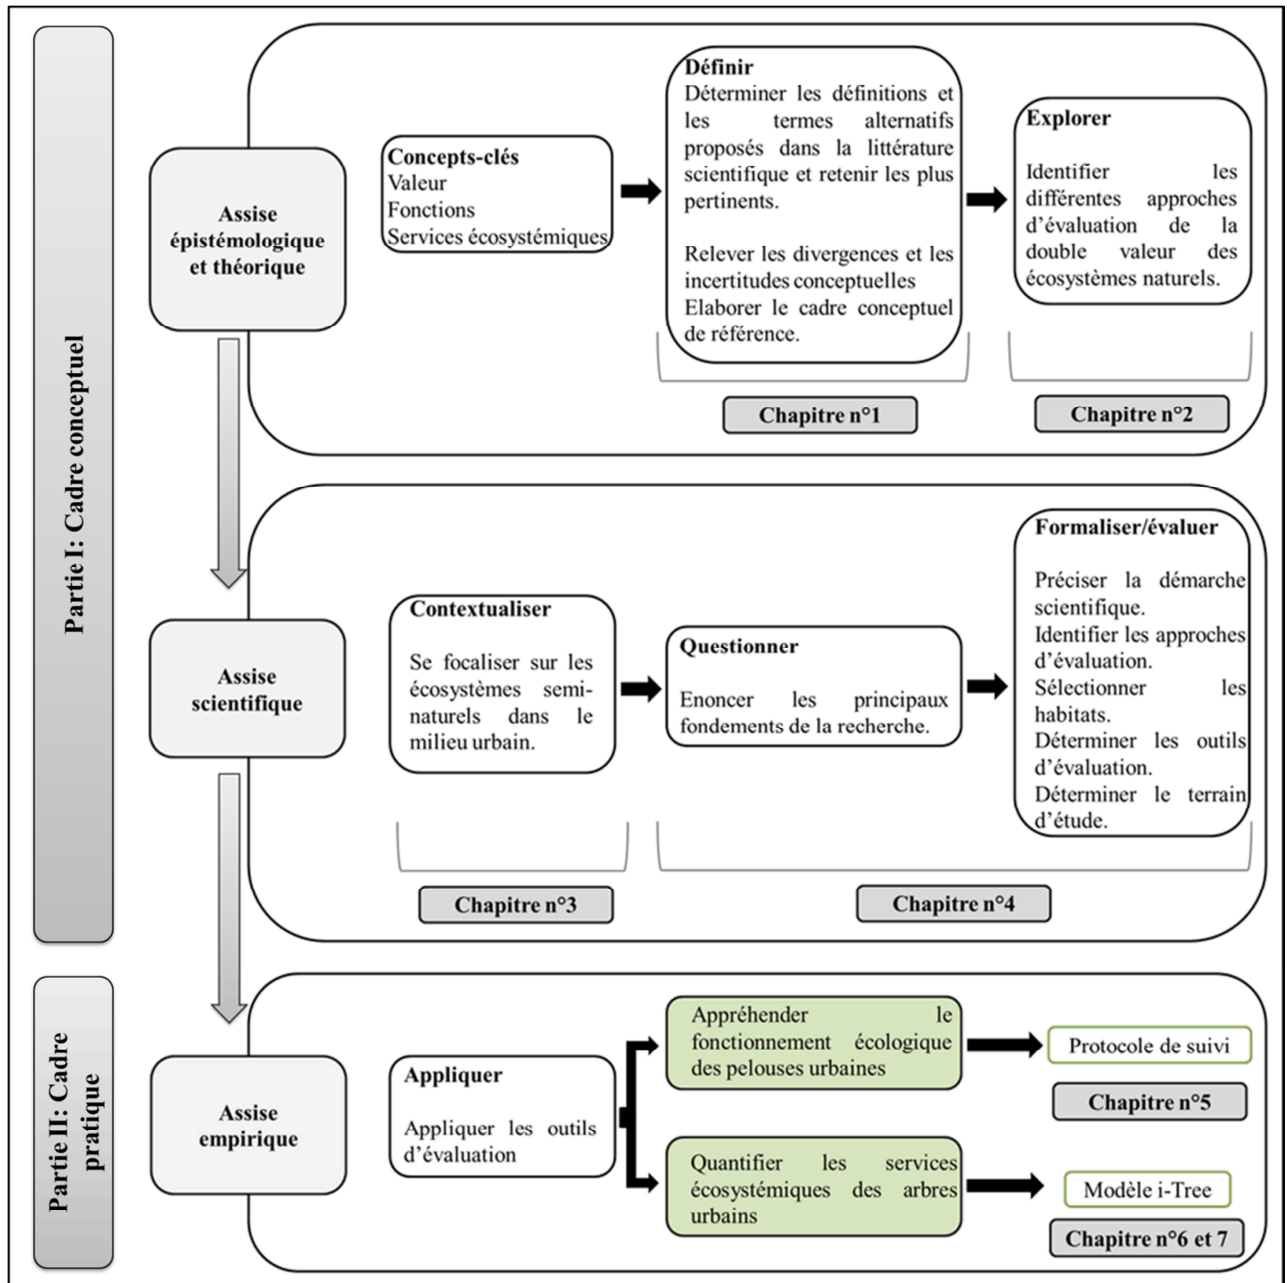 Partie I: Cadre conceptuel
Assise
épistémologique
et théorique
Concepts-clés
Valeur
Fonctions
Services écosystémiques
Définir
Déterminer les définitions et
les termes alternatifs
proposés dans la littérature
scientifique et retenir les plus
pertinents.
Relever les divergences et les
incertitudes conceptuelles
Elaborer le cadre conceptuel
de référence.
Explorer
Identifier les
différentes approches
d’évaluation de la
double valeur des
écosystèmes naturels.
Chapitre n°1
Chapitre n°2
Assise
scientifique
Contextualiser
Se focaliser sur les
écosystèmes semi-
naturels dans le
milieu urbain.
Questionner
Enoncer les principaux
fondements de la recherche.
Formaliser/évaluer
Préciser la démarche
scientifique.
Identifier les approches
d’évaluation.
Sélectionner les
habitats.
Déterminer les outils
d’évaluation.
Déterminer le terrain
d’étude.
Chapitre n°3
Chapitre n°4
Partie II: Cadre
pratique
Assise
empirique
Appliquer
Appliquer les outils
d’évaluation
Appréhender le
fonctionnement écologique
des pelouses urbaines
Protocole de suivi
Chapitre n°5
Quantifier les services
écosystémiques des arbres
urbains
Modèle i-Tree
Chapitre n°6 et 7